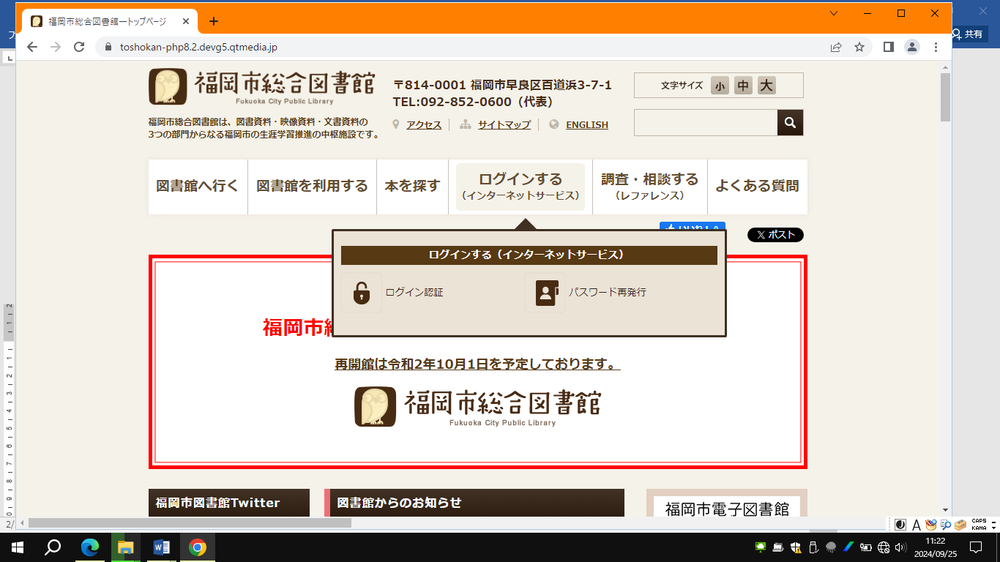 共有
福岡市総合図書館ートップページ
toshokan-php8.2.devg5.qtmedia.jp
福岡市総合図書館
Fukuoka City Public Library
福岡市総合図書館は、図書資料・映像資料・文書資料の
3つの部門からなる福岡市の生涯学習推進の中枢施設です。
〒814-0001 福岡市早良区百道浜3-7-1
TEL:092-852-0600（代表）
アクセス
サイトマップ
ENGLISH
文字サイズ 小 中 大
図書館へ行く
図書館を利用する
本を探す
ログインする
（インターネットサービス）
調査・相談する
（レファレンス）
よくある質問
ポスト
ログインする（インターネットサービス）
ログイン認証
パスワード再発行
福岡市
再開館は令和2年10月1日を予定しております。
福岡市総合図書館
Fukuoka City Public Library
福岡市図書館Twitter
図書館からのお知らせ
福岡市電子図書館
2/
A
CAPS
KANA
11:22
2024/09/25